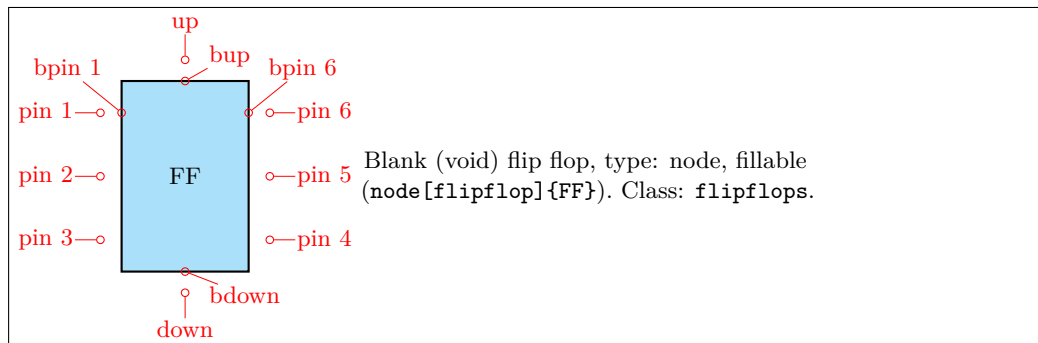 up
bup
bpin 1
bpin 6
pin 1
pin 6
pin 2
FF
pin 5
pin 3
pin 4
bdown
down
Blank (void) flip flop, type: node, fillable
(node[flipflop]{FF}). Class: flipflops.